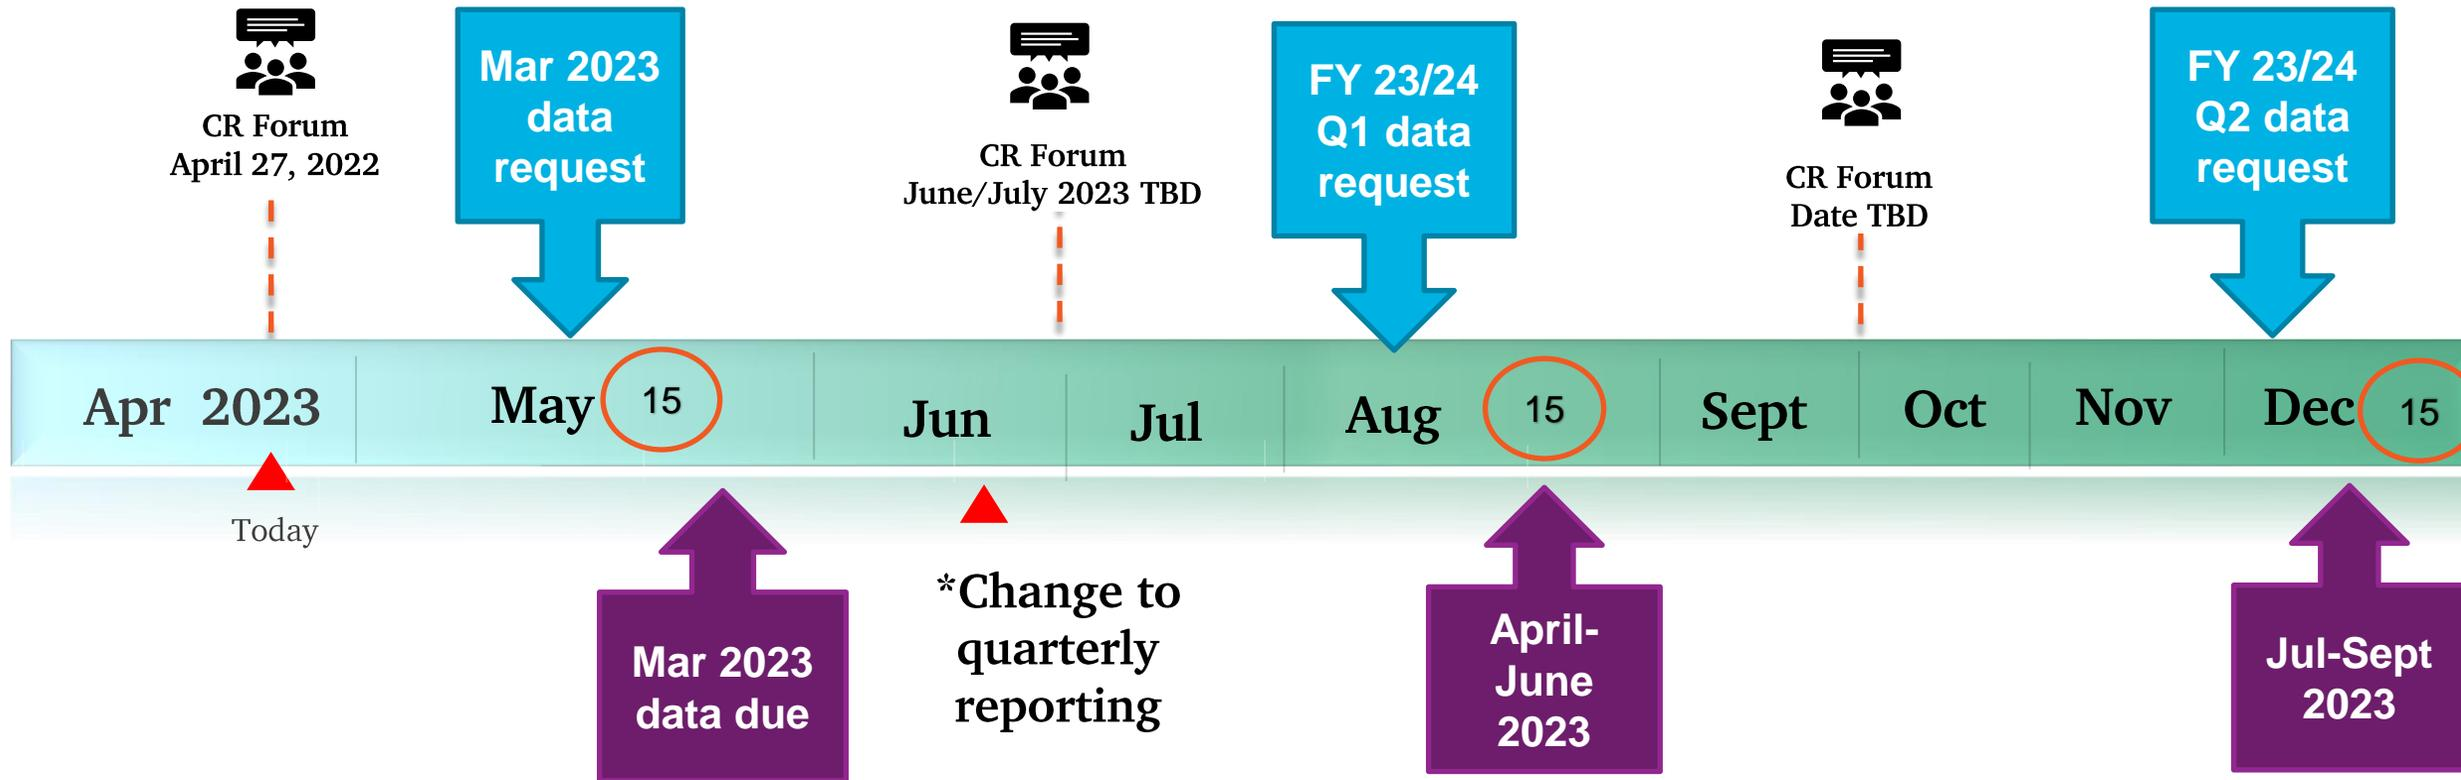 CR Forum
April 27, 2022
Mar 2023
data
request
CR Forum
June/July 2023 TBD
FY 23/24
Q1 data
request
CR Forum
Date TBD
FY 23/24
Q2 data
request
Apr 2023
May
15
Jun
Jul
Aug
15
Sept
Oct
Nov
Dec
15
Today
Mar 2023
data due
*Change to
quarterly
reporting
April-
June
2023
Jul-Sept
2023